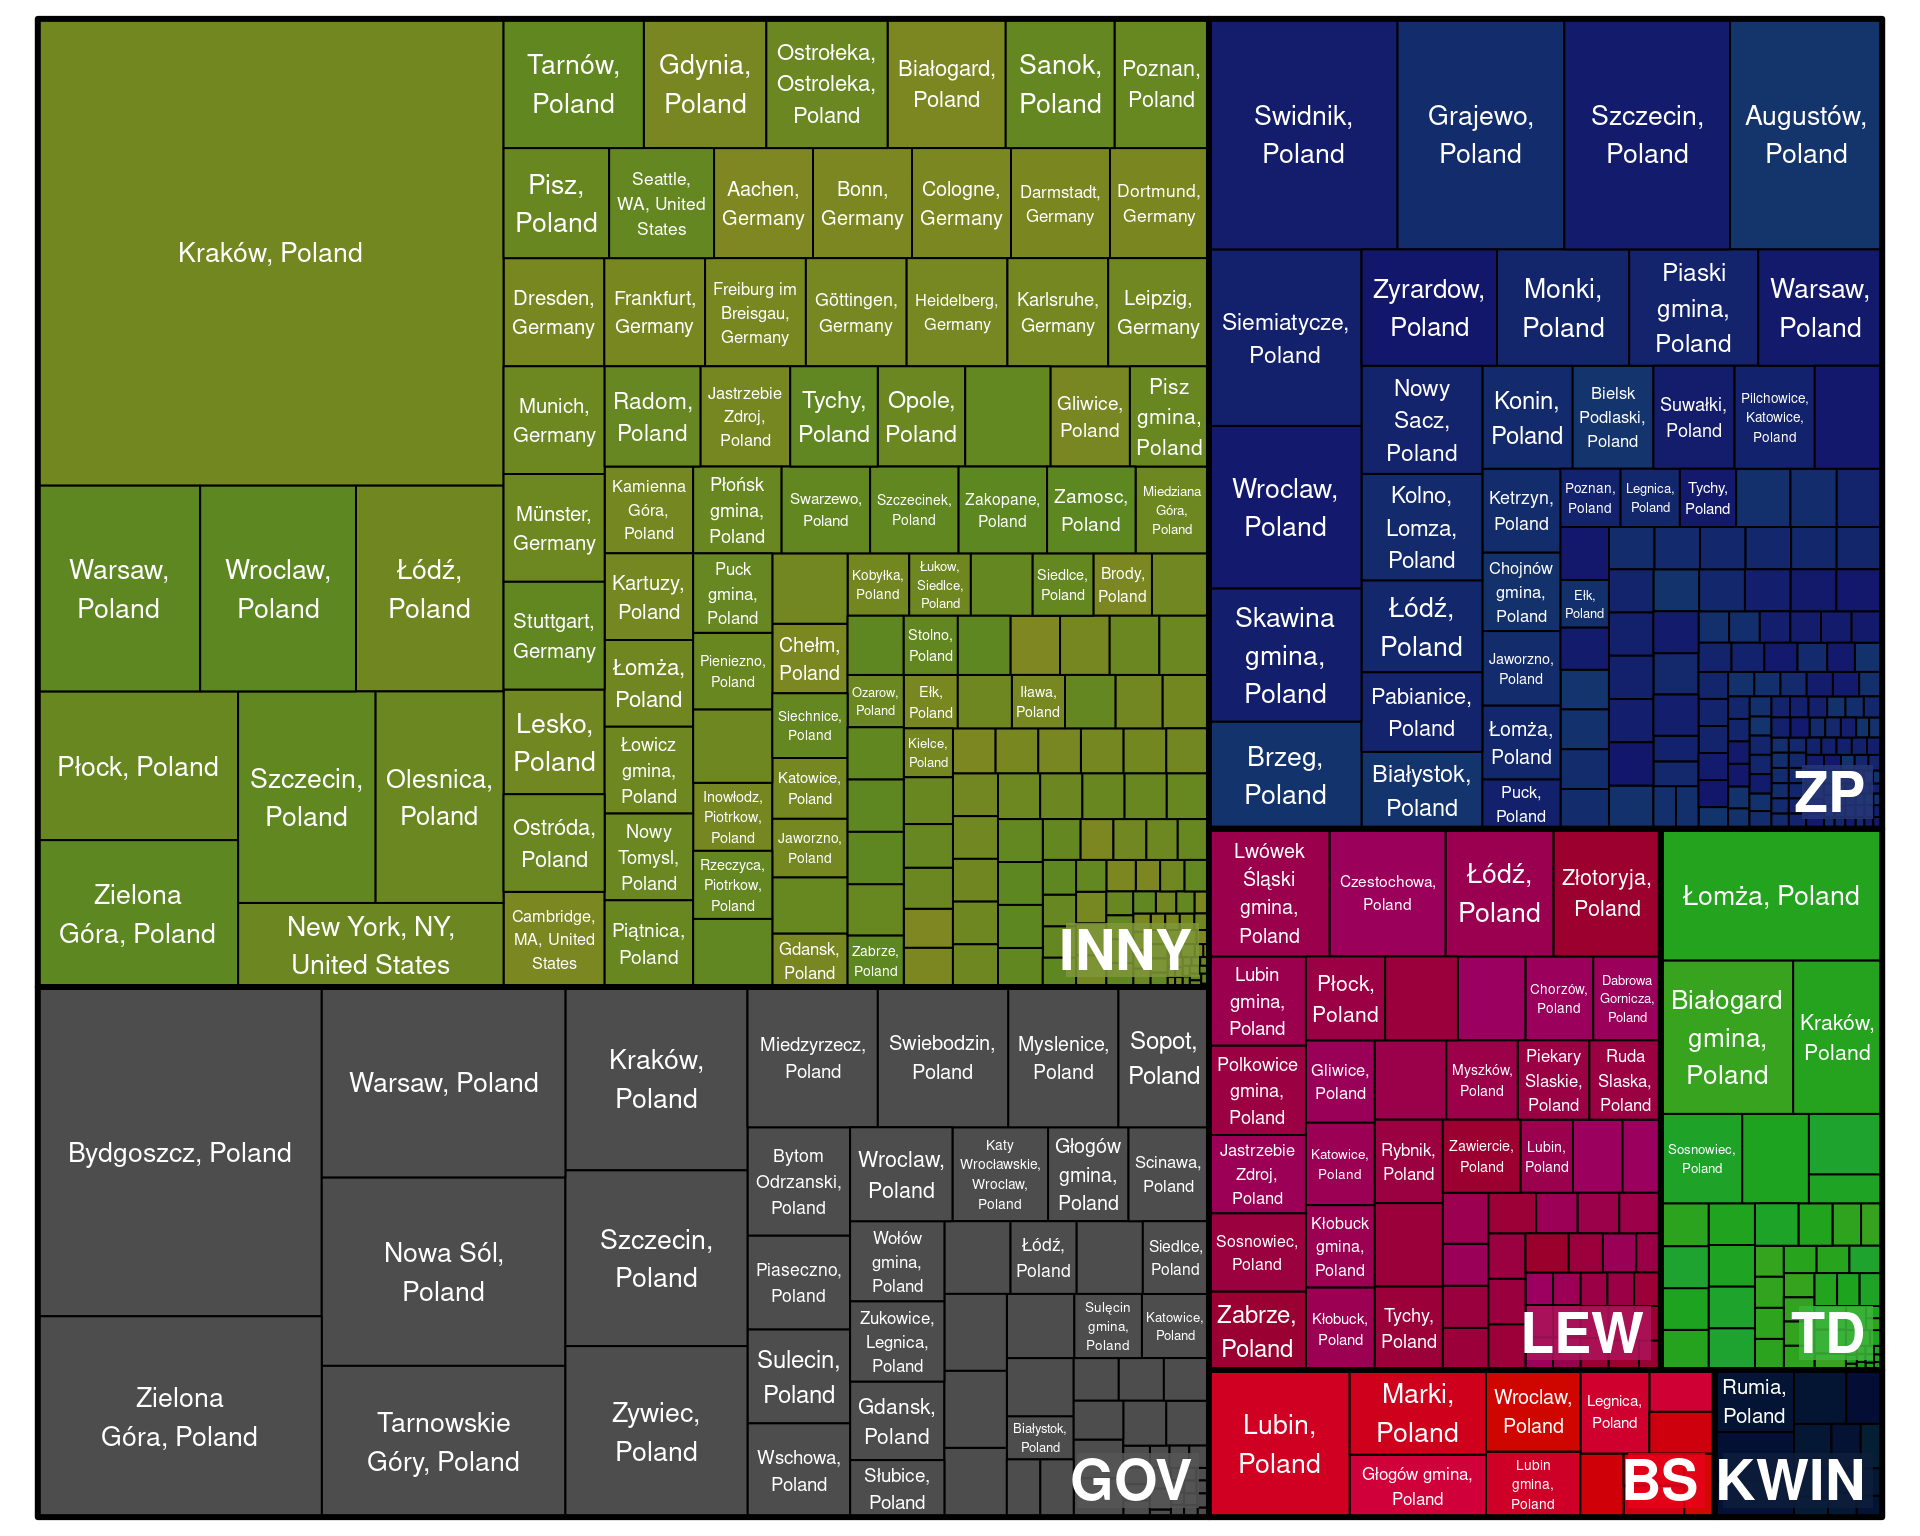 Kraków, Poland
Warsaw,
Poland
Wroclaw,
Poland
Łódź,
Poland
Płock, Poland
Zielona
Góra, Poland
Szczecin,
Poland
Olesnica,
Poland
New York, NY,
United States
Tarnów,
Poland
Gdynia,
Poland
Ostrołeka,
Ostroleka,
Poland
Białogard,
Poland
Sanok,
Poland
Poznan,
Poland
Pisz,
Poland
Seattle,
WA, United
States
Aachen,
Germany
Bonn,
Germany
Cologne,
Germany
Darmstadt,
Germany
Dortmund,
Germany
Dresden,
Germany
Frankfurt,
Germany
Freiburg im
Breisgau,
Germany
Göttingen,
Germany
Heidelberg,
Germany
Karlsruhe,
Germany
Leipzig,
Germany
Munich,
Germany
Münster,
Germany
Stuttgart,
Germany
Lesko,
Poland
Ostróda,
Poland
Cambridge,
MA, United
States
Radom,
Poland
Jastrzebie
Zdroj,
Poland
Tychy,
Poland
Opole,
Poland
Gliwice,
Poland
Pisz
gmina,
Poland
Kamienna
Góra,
Poland
Płońsk
gmina,
Poland
Swarzewo,
Poland
Szczecinek,
Poland
Zakopane,
Poland
Zamosc,
Poland
Miedziana
Góra,
Poland
Kartuzy,
Poland
Łomża,
Poland
Łowicz
gmina,
Poland
Nowy
Tomysl,
Poland
Piątnica,
Poland
Puck
gmina,
Poland
Pieniezno,
Poland
Inowłodz,
Piotrkow,
Poland
Rzeczyca,
Piotrkow,
Poland
Chełm,
Poland
Siechnice,
Poland
Katowice,
Poland
Jaworzno,
Poland
Gdansk,
Poland
Kobyłka,
Poland
Łukow,
Siedlce,
Poland
Siedlce,
Poland
Brody,
Poland
Stolno,
Poland
Ozarow,
Poland
Ełk,
Poland
Iława,
Poland
Kielce,
Poland
Zabrze,
Poland
INNY
Swidnik,
Poland
Grajewo,
Poland
Szczecin,
Poland
Augustów,
Poland
Siemiatycze,
Poland
Wroclaw,
Poland
Skawina
gmina,
Poland
Brzeg,
Poland
Zyrardow,
Poland
Monki,
Poland
Piaski
gmina,
Poland
Warsaw,
Poland
Nowy
Sacz,
Poland
Kolno,
Lomza,
Poland
Łódź,
Poland
Pabianice,
Poland
Białystok,
Poland
Konin,
Poland
Bielsk
Podlaski,
Poland
Suwałki,
Poland
Pilchowice,
Katowice,
Poland
Ketrzyn,
Poland
Chojnów
gmina,
Poland
Jaworzno,
Poland
Łomża,
Poland
Puck,
Poland
Poznan,
Poland
Legnica,
Poland
Tychy,
Poland
Ełk,
Poland
ZP
Bydgoszcz, Poland
Zielona
Góra, Poland
Warsaw, Poland
Nowa Sól,
Poland
Tarnowskie
Góry, Poland
Kraków,
Poland
Szczecin,
Poland
Zywiec,
Poland
Miedzyrzecz,
Poland
Swiebodzin,
Poland
Myslenice,
Poland
Sopot,
Poland
Bytom
Odrzanski,
Poland
Piaseczno,
Poland
Sulecin,
Poland
Wschowa,
Poland
Wroclaw,
Poland
Katy
Wrocławskie,
Wroclaw,
Poland
Głogów
gmina,
Poland
Scinawa,
Poland
Wołów
gmina,
Poland
Zukowice,
Legnica,
Poland
Gdansk,
Poland
Słubice,
Poland
Łódź,
Poland
Siedlce,
Poland
Sulęcin
gmina,
Poland
Katowice,
Poland
Białystok,
Poland
GOV
Lwówek
Śląski
gmina,
Poland
Czestochowa,
Poland
Łódź,
Poland
Złotoryja,
Poland
Lubin
gmina,
Poland
Polkowice
gmina,
Poland
Jastrzebie
Zdroj,
Poland
Sosnowiec,
Poland
Zabrze,
Poland
Płock,
Poland
Chorzów,
Poland
Dabrowa
Gornicza,
Poland
Gliwice,
Poland
Katowice,
Poland
Kłobuck
gmina,
Poland
Kłobuck,
Poland
Myszków,
Poland
Piekary
Slaskie,
Poland
Ruda
Slaska,
Poland
Rybnik,
Poland
Zawiercie,
Poland
Lubin,
Poland
Tychy,
Poland
LEW
Łomża, Poland
Białogard
gmina,
Poland
Kraków,
Poland
Sosnowiec,
Poland
TD
Lubin,
Poland
Marki,
Poland
Głogów gmina,
Poland
Wroclaw,
Poland
Lubin
gmina,
Poland
Legnica,
Poland
BS
Rumia,
Poland
KWIN